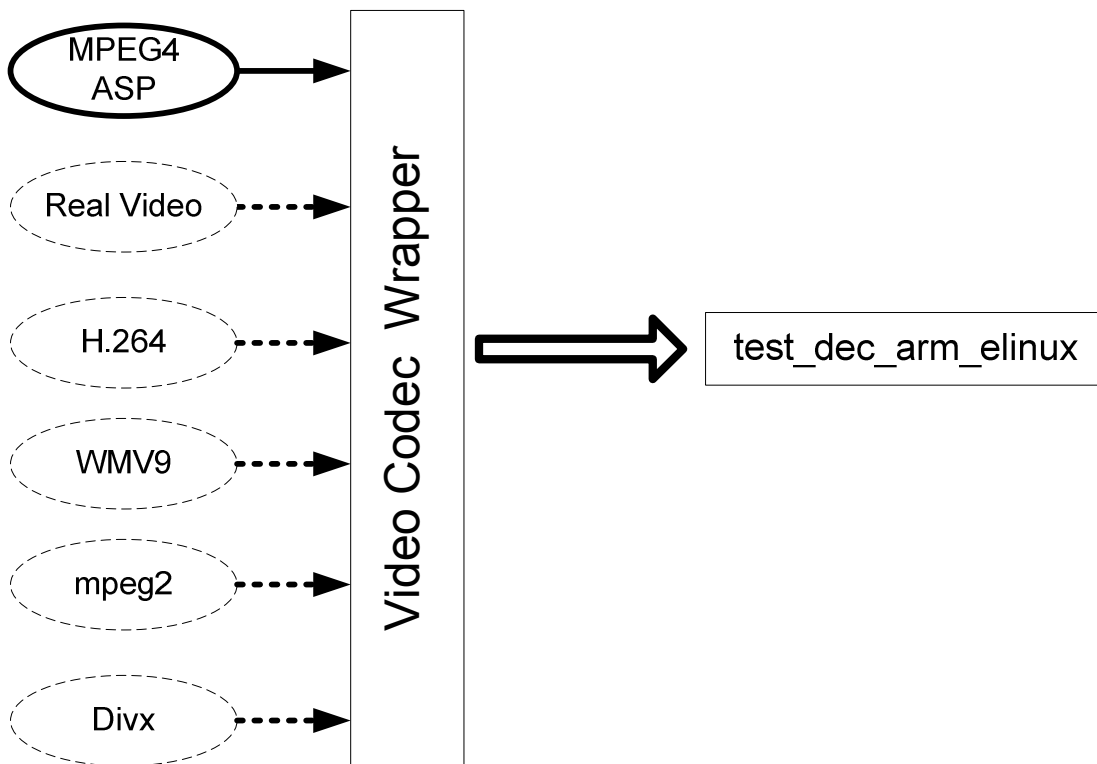 MPEG4
ASP
Real Video
H.264
WMV9
mpeg2
Divx
Video Codec Wrapper
test_dec_arm_elinux